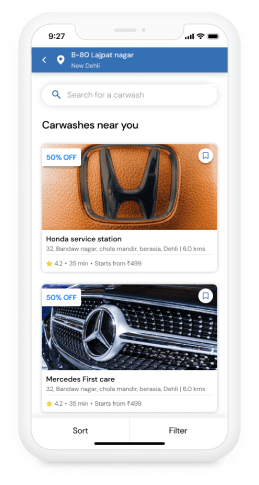 9:27
B-80 Lajpat nagar
New Dehli
Search for a carwash
Carwashes near you
50% OFF
Honda service station
32, Bandaw nagar, chola mandir, berasia, Dehli | 6.0 kms
4.2 • 35 min • Starts from ₹499
50% OFF
Mercedes First care
32, Bandaw nagar, chola mandir, berasia, Dehli | 6.0 kms
4.2 • 35 min • Starts from ₹499
Sort
Filter